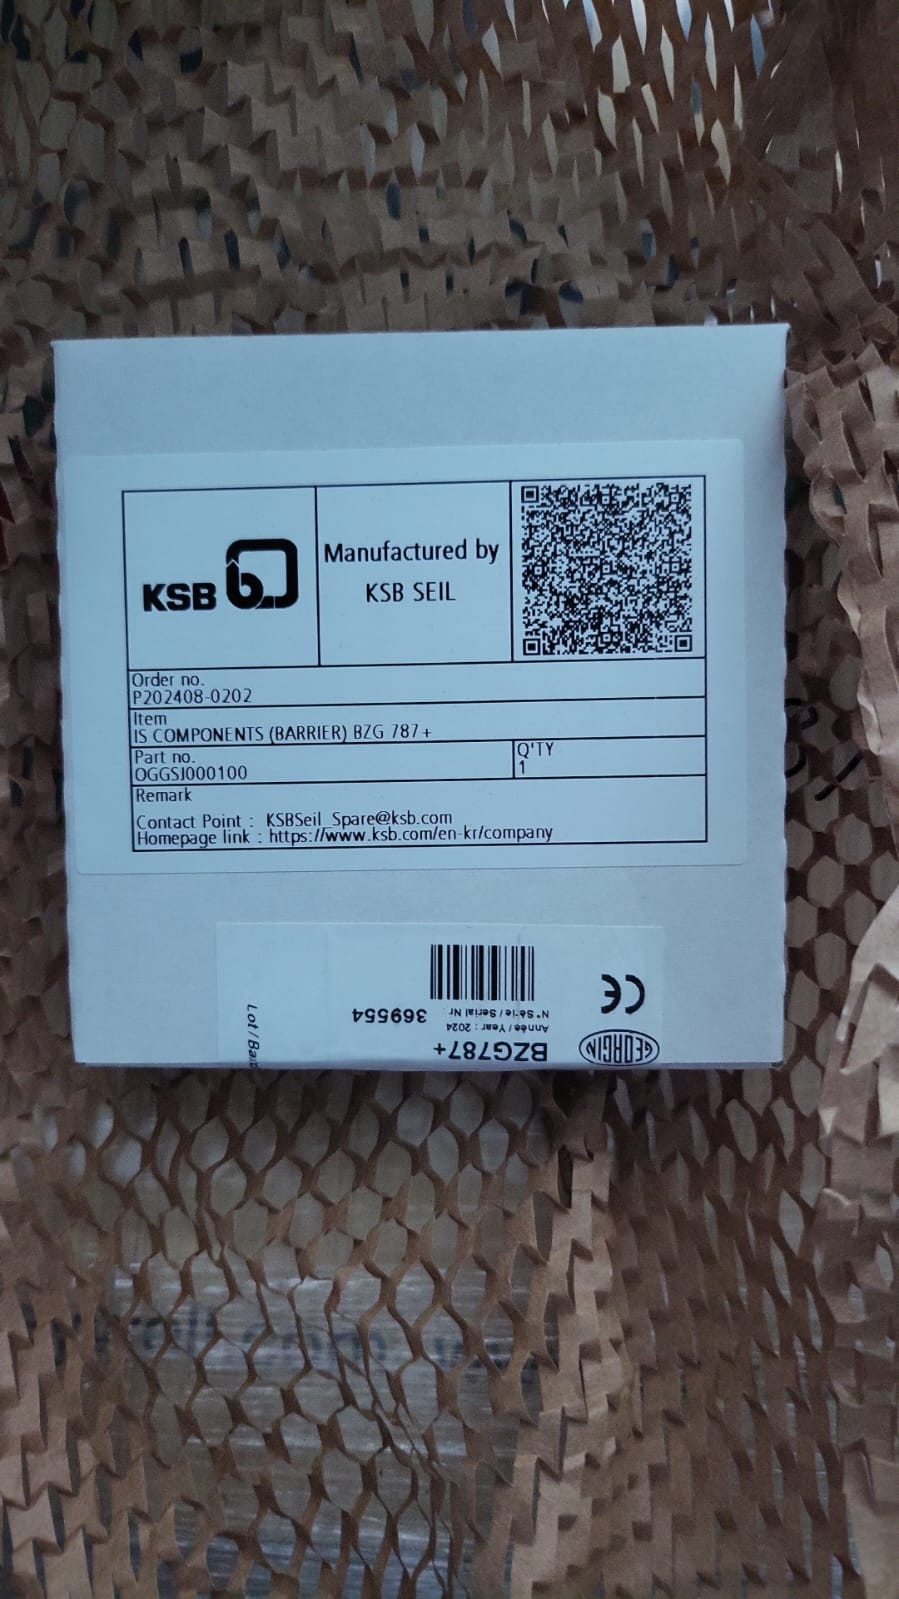 KSB
Manufactured by
KSB SEIL
Order no.
P202408-0202
Item
IS COMPONENTS (BARRIER) BZG 787+
Part no.
OGGSJ000100
Q'TY
1
Remark
Contact Point : KSBSeil_Spare@ksb.com
Homepage link : https://www.ksb.com/en-kr/company
GEORGIN
BZG787+
Année / Year : 2024
N° Série / Serial Nr : 369554
CE
Lot /